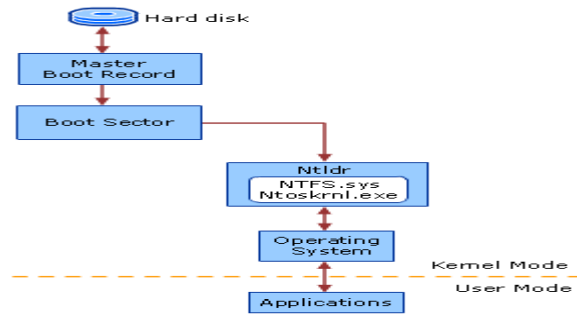 Hard disk
Master
Boot Record
Boot Sector
Ntldr
NTFS.sys
Ntoskrnl.exe
Operating
System
Kernel Mode
User Mode
Applications